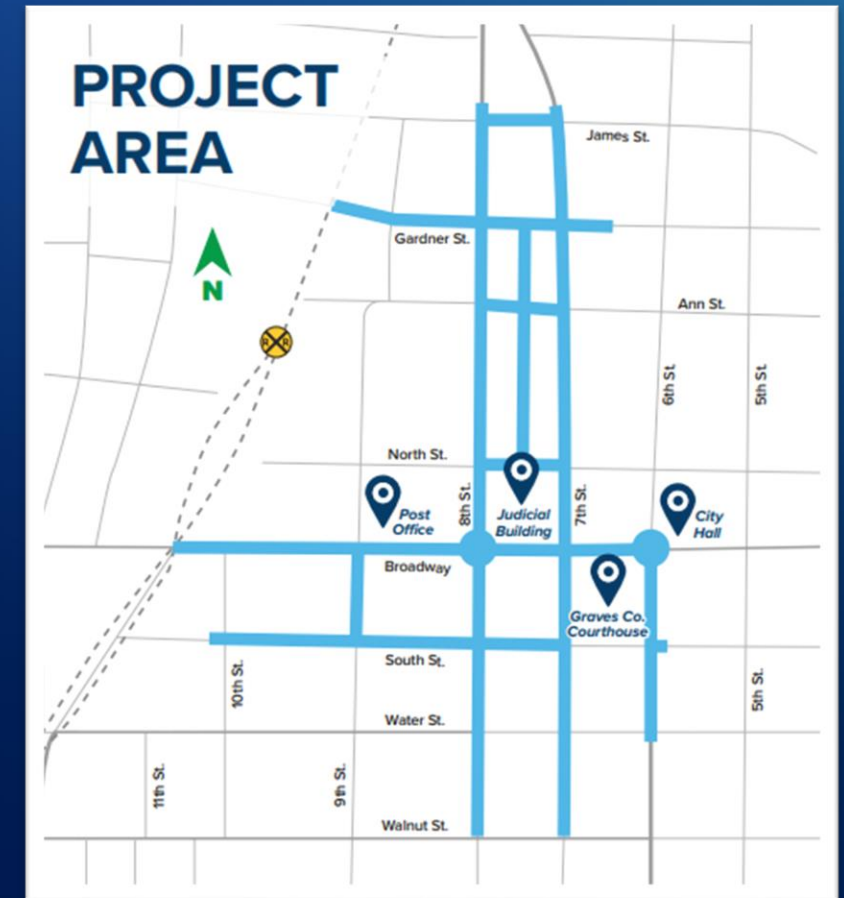 PROJECT
AREA
James St.
Gardner St.
N
Ann St.
6th St.
5th St.
R R
North St.
8th St.
7th St.
Post
Office
Judicial
Building
City
Hall
Broadway
Graves Co.
Courthouse
South St.
10th St.
5th St.
Water St.
11th St.
9th St.
Walnut St.